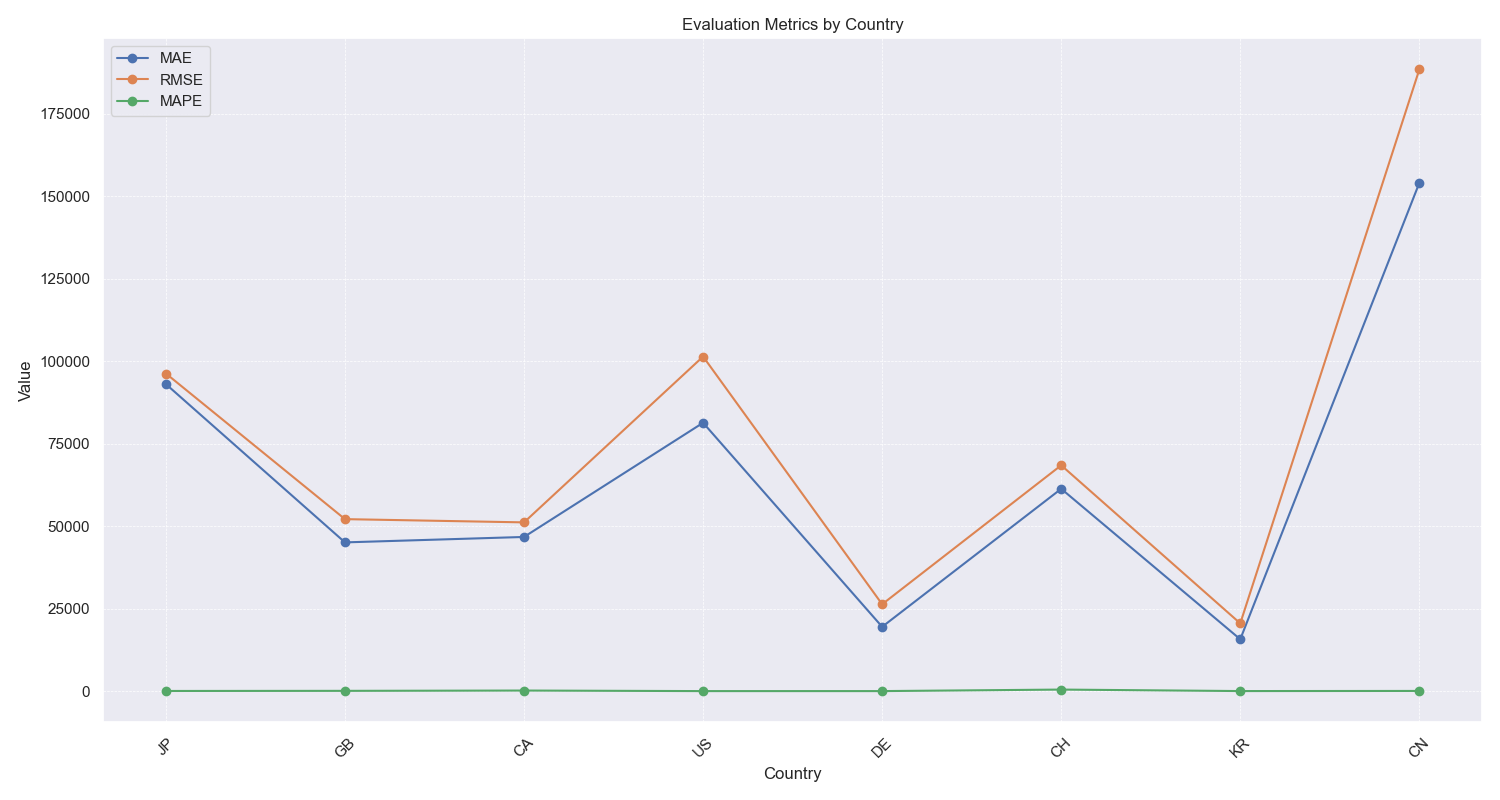 Evaluation Metrics by Country
MAE
RMSE
MAPE
175000
150000
125000
100000
75000
50000
25000
0
Value
JP
GB
CA
US
DE
CH
KR
CN
Country